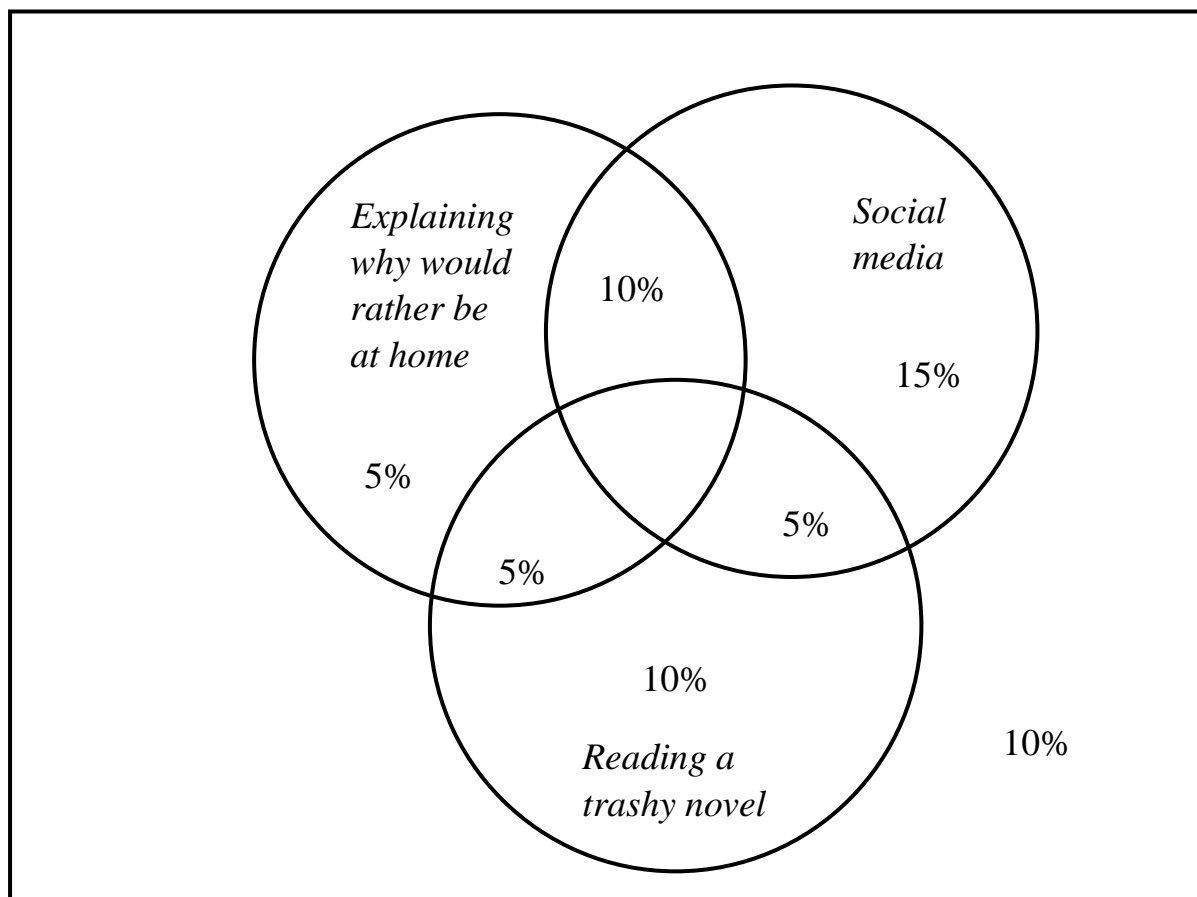 Explaining
why would
rather be
at home
Social
media
10%
15%
5%
5%
5%
10%
Reading a
trashy novel
10%